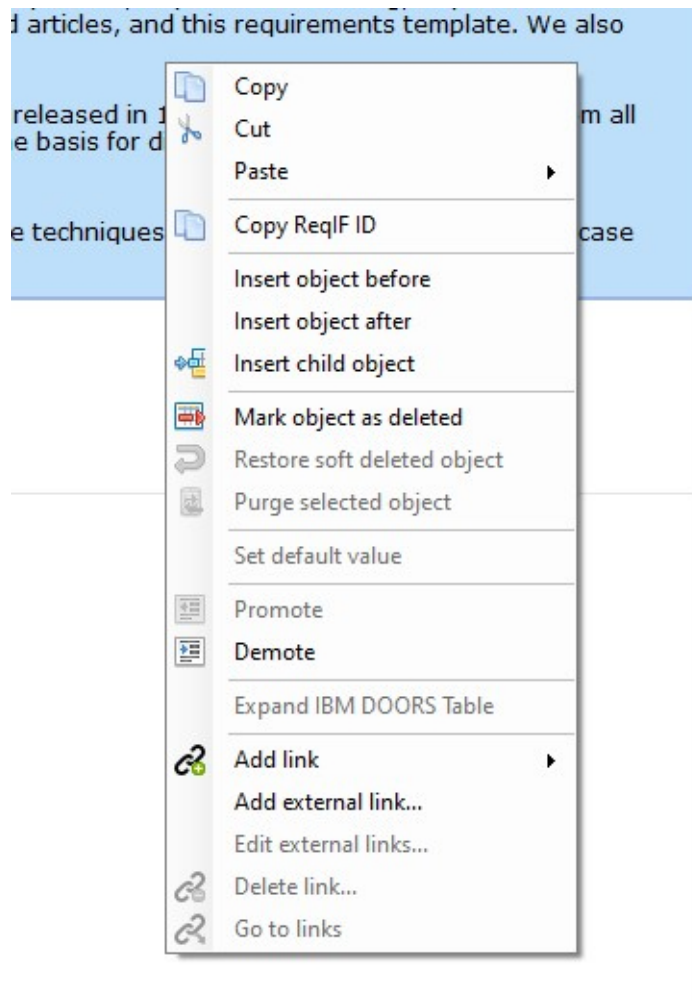 d articles, and this requirements template. We also
Copy
released in 1 m all
Cut
e basis for d
Paste
Copy ReqIF ID
e techniques case
Insert object before
Insert object after
Insert child object
Mark object as deleted
Restore soft deleted object
Purge selected object
Set default value
Promote
Demote
Expand IBM DOORS Table
Add link
Add external link...
Edit external links...
Delete link...
Go to links